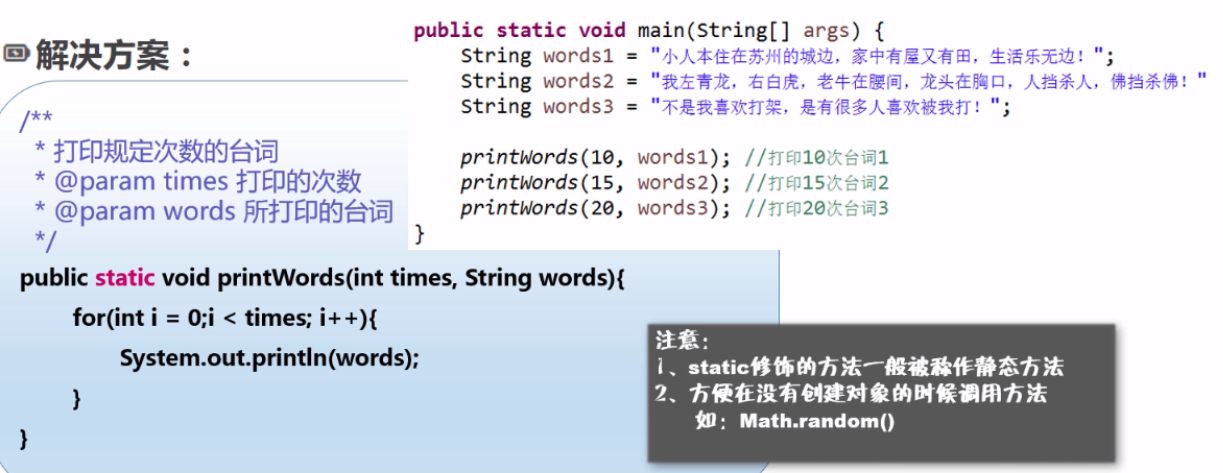 解决方案：
/**
* 打印规定次数的台词
* @param times 打印的次数
* @param words 所打印的台词
*/
public static void printWords(int times, String words){
for(int i = 0;i < times; i++){
System.out.println(words);
}
}
public static void main(String[] args) {
String words1 = "小人本住在苏州的城边，家中有屋又有田，生活乐无边！";
String words2 = "我左青龙，右白虎，老牛在腰间，龙头在胸口，人挡杀人，佛挡杀佛！"
String words3 = "不是我喜欢打架，是有很多人喜欢被我打！";
printWords(10, words1); //打印10次台词1
printWords(15, words2); //打印15次台词2
printWords(20, words3); //打印20次台词3
}
注意：
1、static修饰的方法一般被称作静态方法
2、方便在没有创建对象的时候调用方法
如：Math.random()